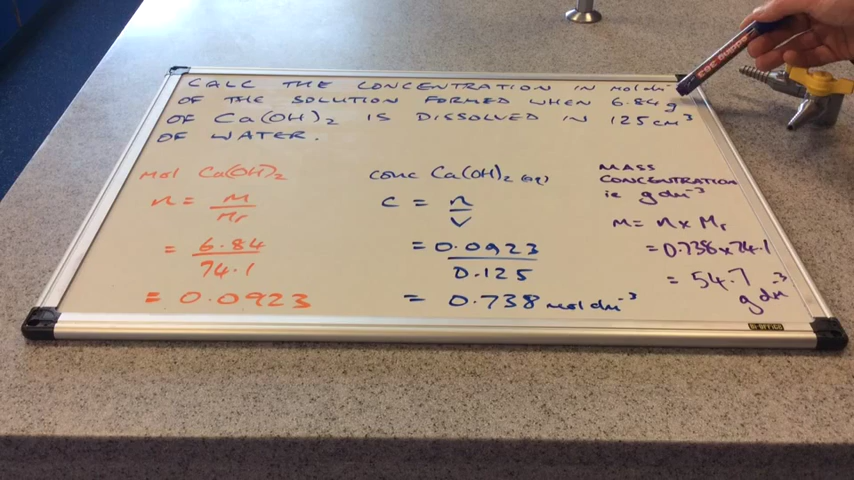 CALC THE CONCENTRATION IN mol dm⁻
OF THE SOLUTION FORMED WHEN 6.84g
OF Ca(OH)₂ IS DISSOLVED IN 125cm³
OF WATER.
mol Ca(OH)₂
n = M/Mr
= 6.84/74.1
= 0.0923
conc Ca(OH)₂ (aq)
C = n/V
= 0.0923/0.125
= 0.738 mol dm⁻³
MASS
CONCENTRATION
ie g dm⁻³
M = n × Mr
= 0.738 × 74.1
= 54.7
g dm⁻³